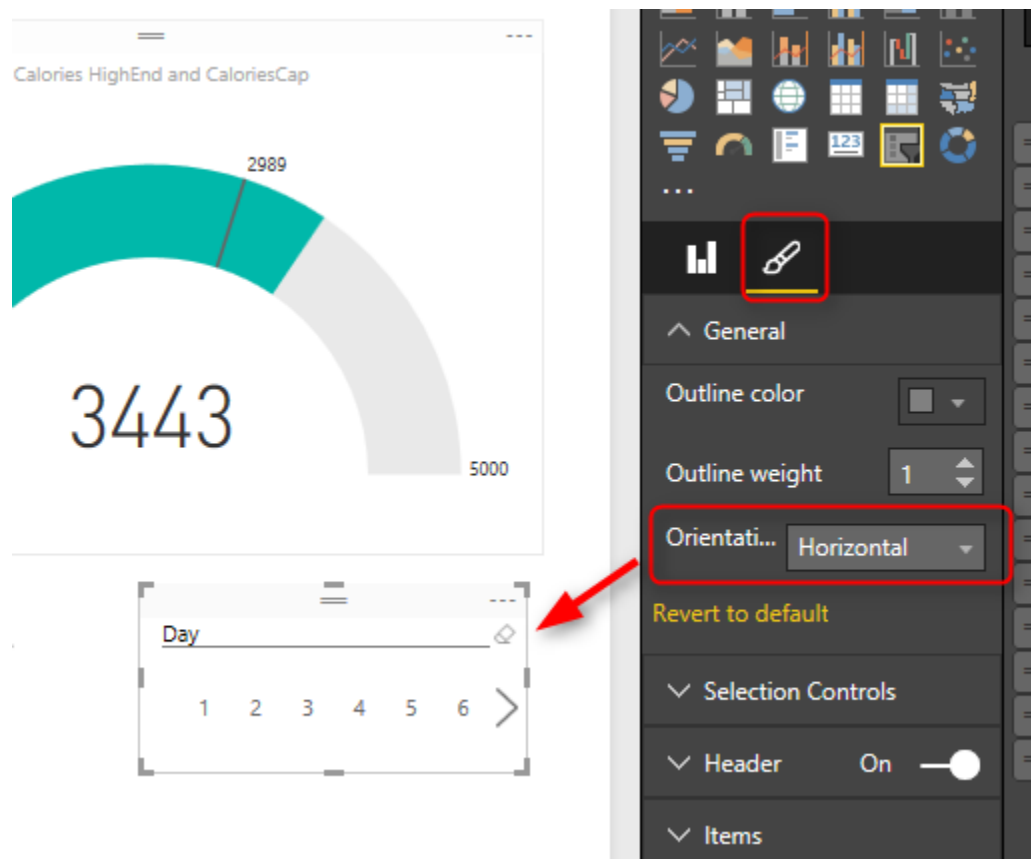 Calories HighEnd and CaloriesCap
2989
3443
5000
Day
1 2 3 4 5 6
123
General
Outline color
Outline weight 1
Orientati... Horizontal
Revert to default
Selection Controls
Header On
Items